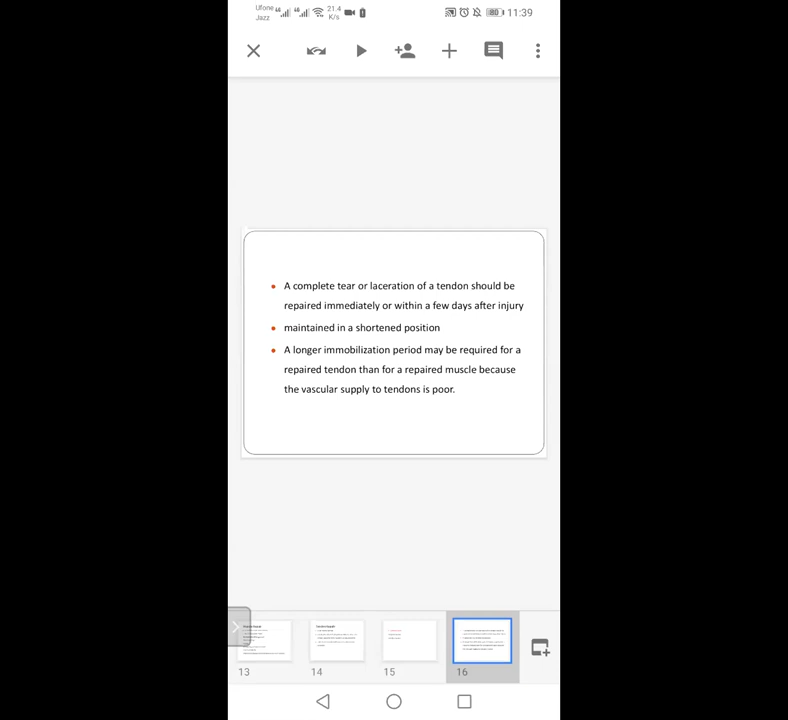 Ufone
Jazz
21.4
K/s
80
11:39
A complete tear or laceration of a tendon should be
repaired immediately or within a few days after injury
maintained in a shortened position
A longer immobilization period may be required for a
repaired tendon than for a repaired muscle because
the vascular supply to tendons is poor.
13
14
15
16